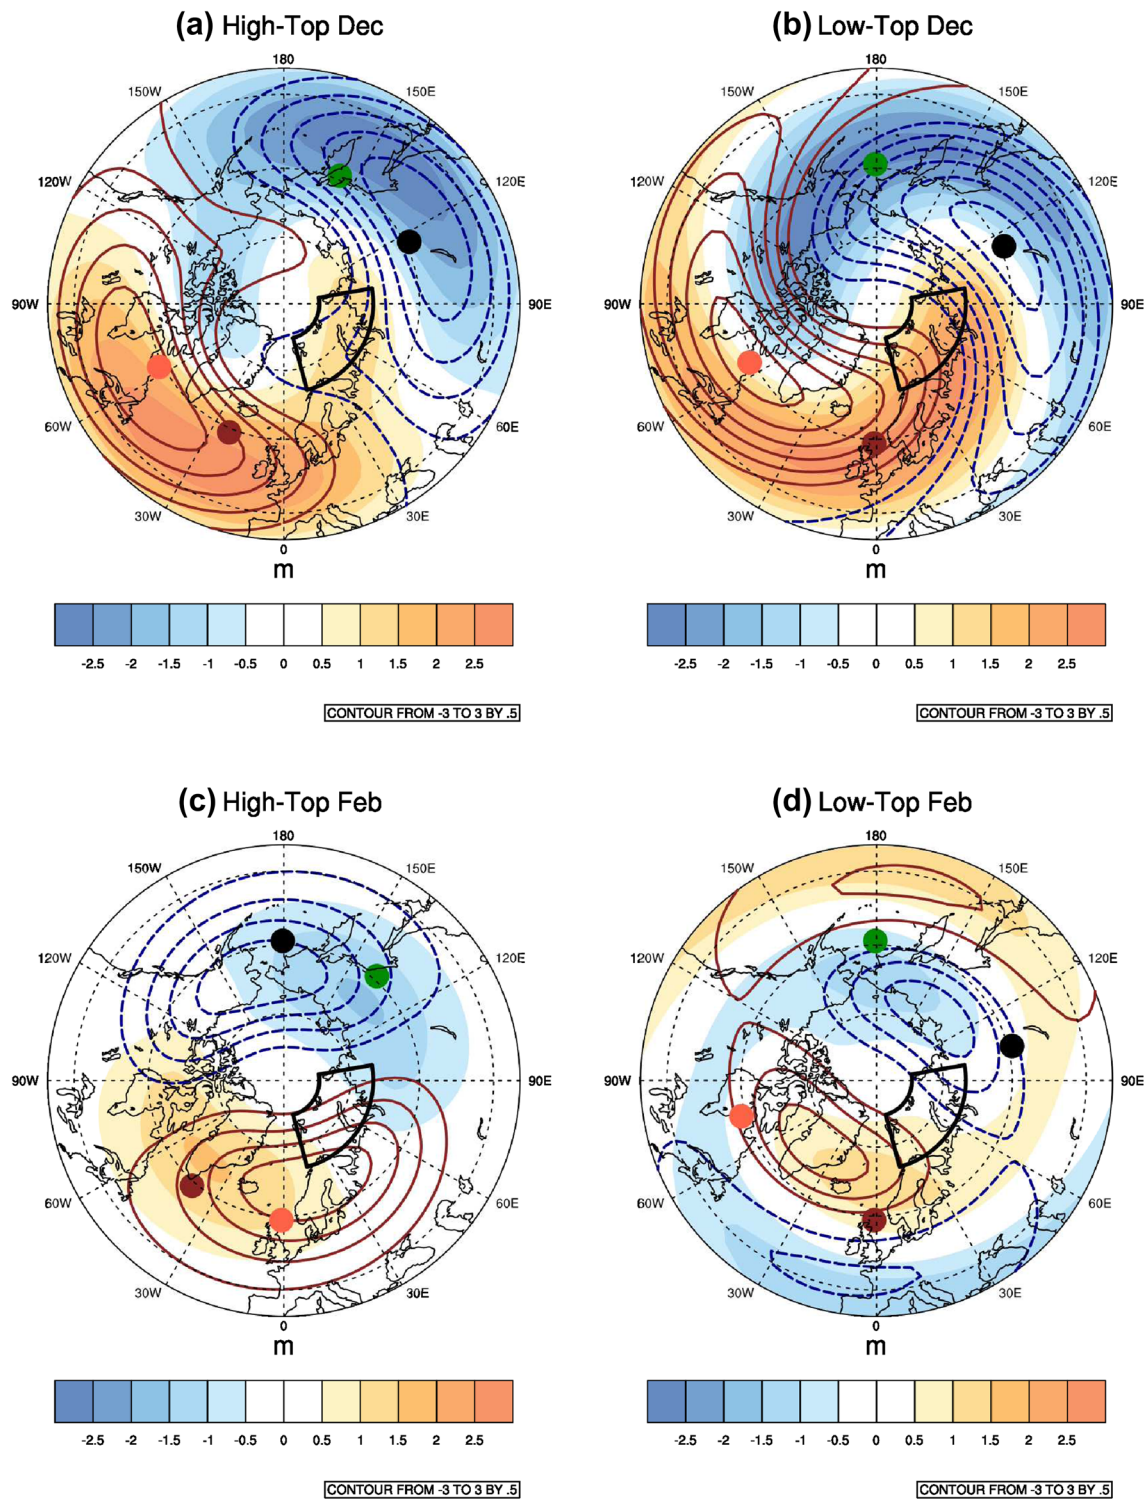 (a) High-Top Dec
180
150W
150E
120W
120E
90W
90E
60W
60E
30W
30E
0
m
-2.5 -2 -1.5 -1 -0.5 0 0.5 1 1.5 2 2.5
CONTOUR FROM -3 TO 3 BY .5
(b) Low-Top Dec
180
150W
150E
120W
120E
90W
90E
60W
60E
30W
30E
0
m
-2.5 -2 -1.5 -1 -0.5 0 0.5 1 1.5 2 2.5
CONTOUR FROM -3 TO 3 BY .5
(c) High-Top Feb
180
150W
150E
120W
120E
90W
90E
60W
60E
30W
30E
0
m
-2.5 -2 -1.5 -1 -0.5 0 0.5 1 1.5 2 2.5
CONTOUR FROM -3 TO 3 BY .5
(d) Low-Top Feb
180
150W
150E
120W
120E
90W
90E
60W
60E
30W
30E
0
m
-2.5 -2 -1.5 -1 -0.5 0 0.5 1 1.5 2 2.5
CONTOUR FROM -3 TO 3 BY .5